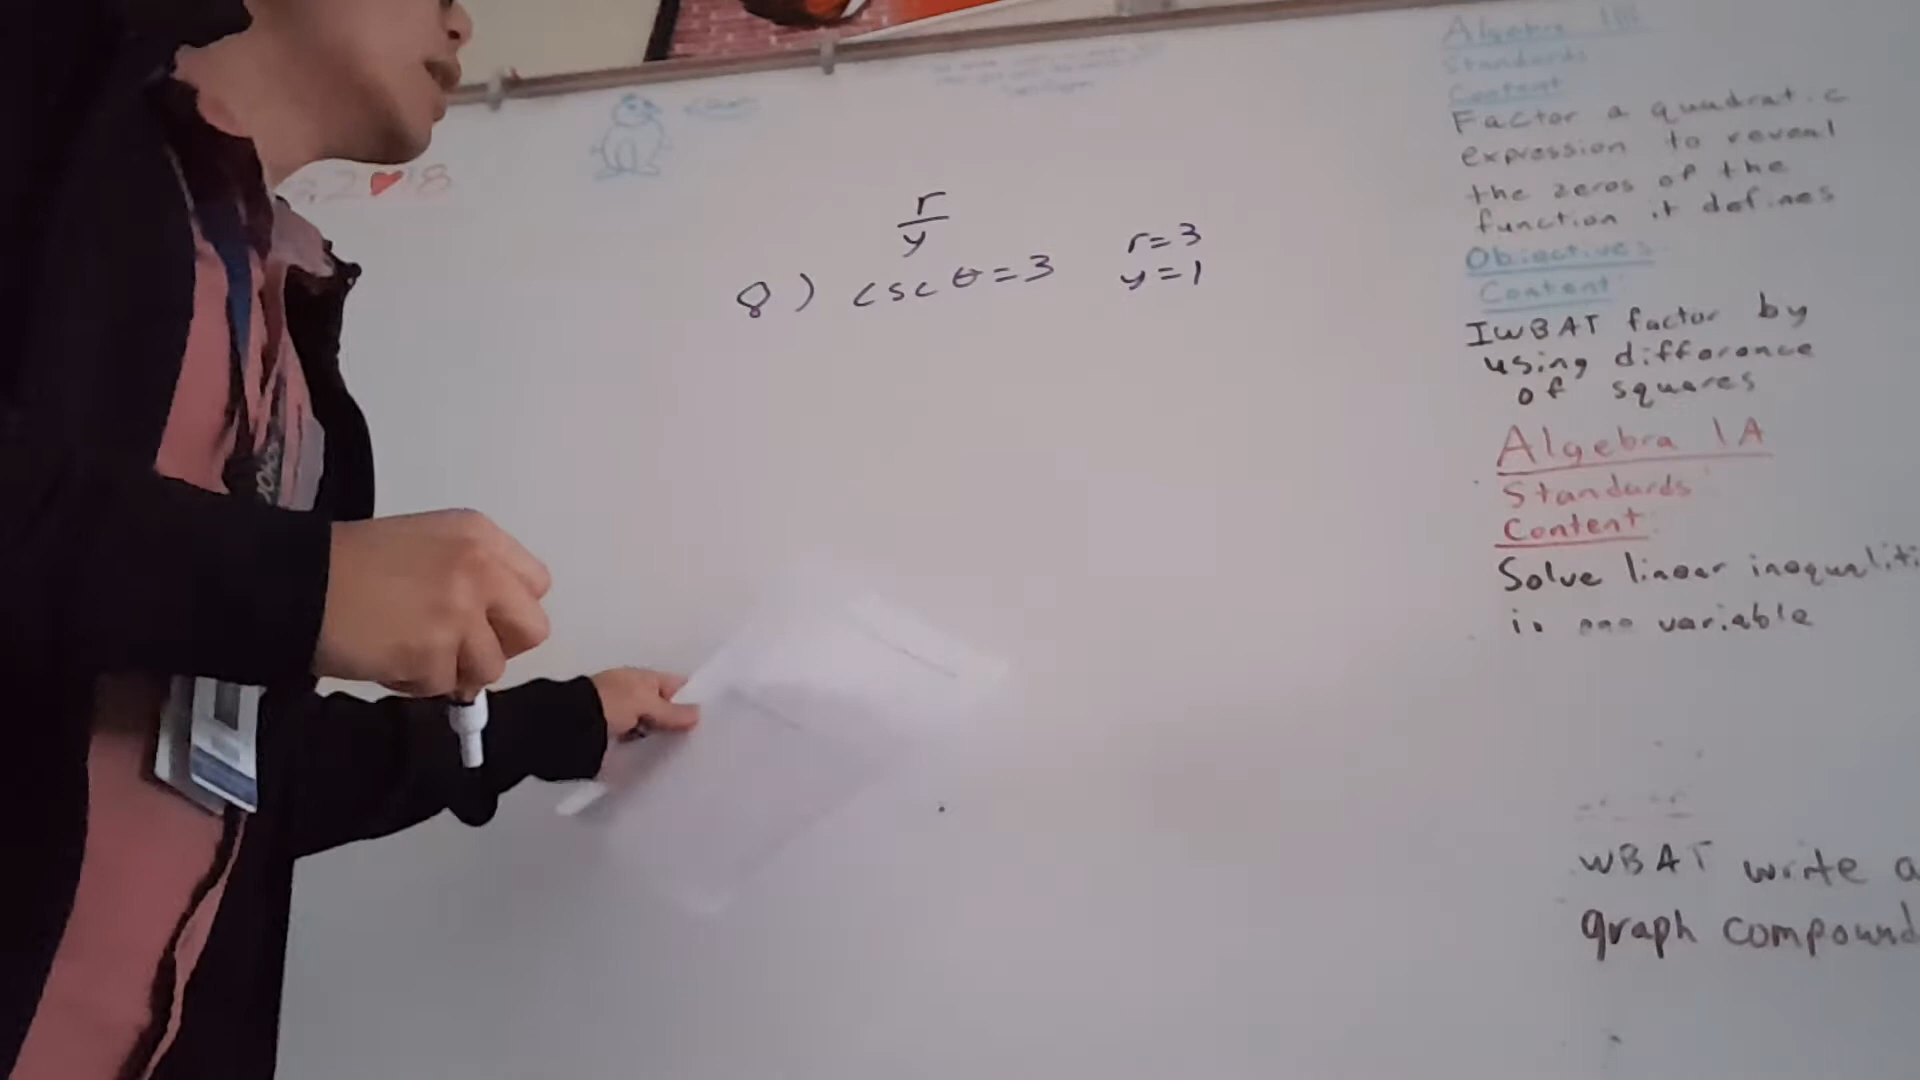 r
y
8) csc θ = 3
r = 3
y = 1
Algebra
Standards
Content
Factor a quadratic
expression to reveal
the zeros of the
function it defines
Objectives
Content
IWBAT factor by
using difference
of squares
Algebra 1A
Standards
Content:
Solve linear inequaliti
in one variable
WBAT write a
graph compound